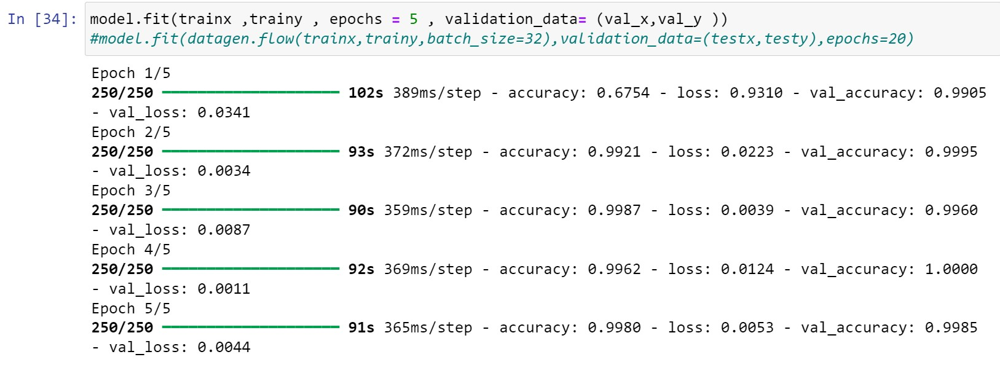 In [34]: model.fit(trainx ,trainy , epochs = 5 , validation_data= (val_x,val_y ))
#model.fit(datagen.flow(trainx,trainy,batch_size=32),validation_data=(testx,testy),epochs=20)
Epoch 1/5
250/250 ━━━━━━━━━━━━━━━━━━━━ 102s 389ms/step - accuracy: 0.6754 - loss: 0.9310 - val_accuracy: 0.9905
- val_loss: 0.0341
Epoch 2/5
250/250 ━━━━━━━━━━━━━━━━━━━━ 93s 372ms/step - accuracy: 0.9921 - loss: 0.0223 - val_accuracy: 0.9995
- val_loss: 0.0034
Epoch 3/5
250/250 ━━━━━━━━━━━━━━━━━━━━ 90s 359ms/step - accuracy: 0.9987 - loss: 0.0039 - val_accuracy: 0.9960
- val_loss: 0.0087
Epoch 4/5
250/250 ━━━━━━━━━━━━━━━━━━━━ 92s 369ms/step - accuracy: 0.9962 - loss: 0.0124 - val_accuracy: 1.0000
- val_loss: 0.0011
Epoch 5/5
250/250 ━━━━━━━━━━━━━━━━━━━━ 91s 365ms/step - accuracy: 0.9980 - loss: 0.0053 - val_accuracy: 0.9985
- val_loss: 0.0044